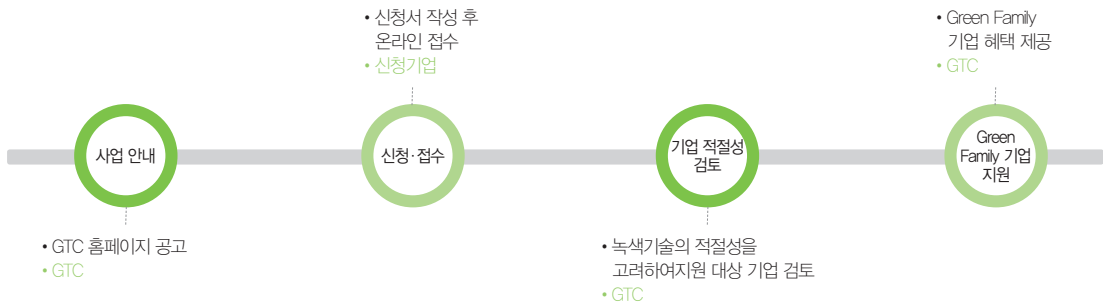 • 신청서 작성 후
온라인 접수
• 신청기업
• Green Family
기업 혜택 제공
• GTC
사업 안내
신청·접수
기업 적절성
검토
Green
Family 기업
지원
• GTC 홈페이지 공고
• GTC
• 녹색기술의 적절성을
고려하여지원 대상 기업 검토
• GTC